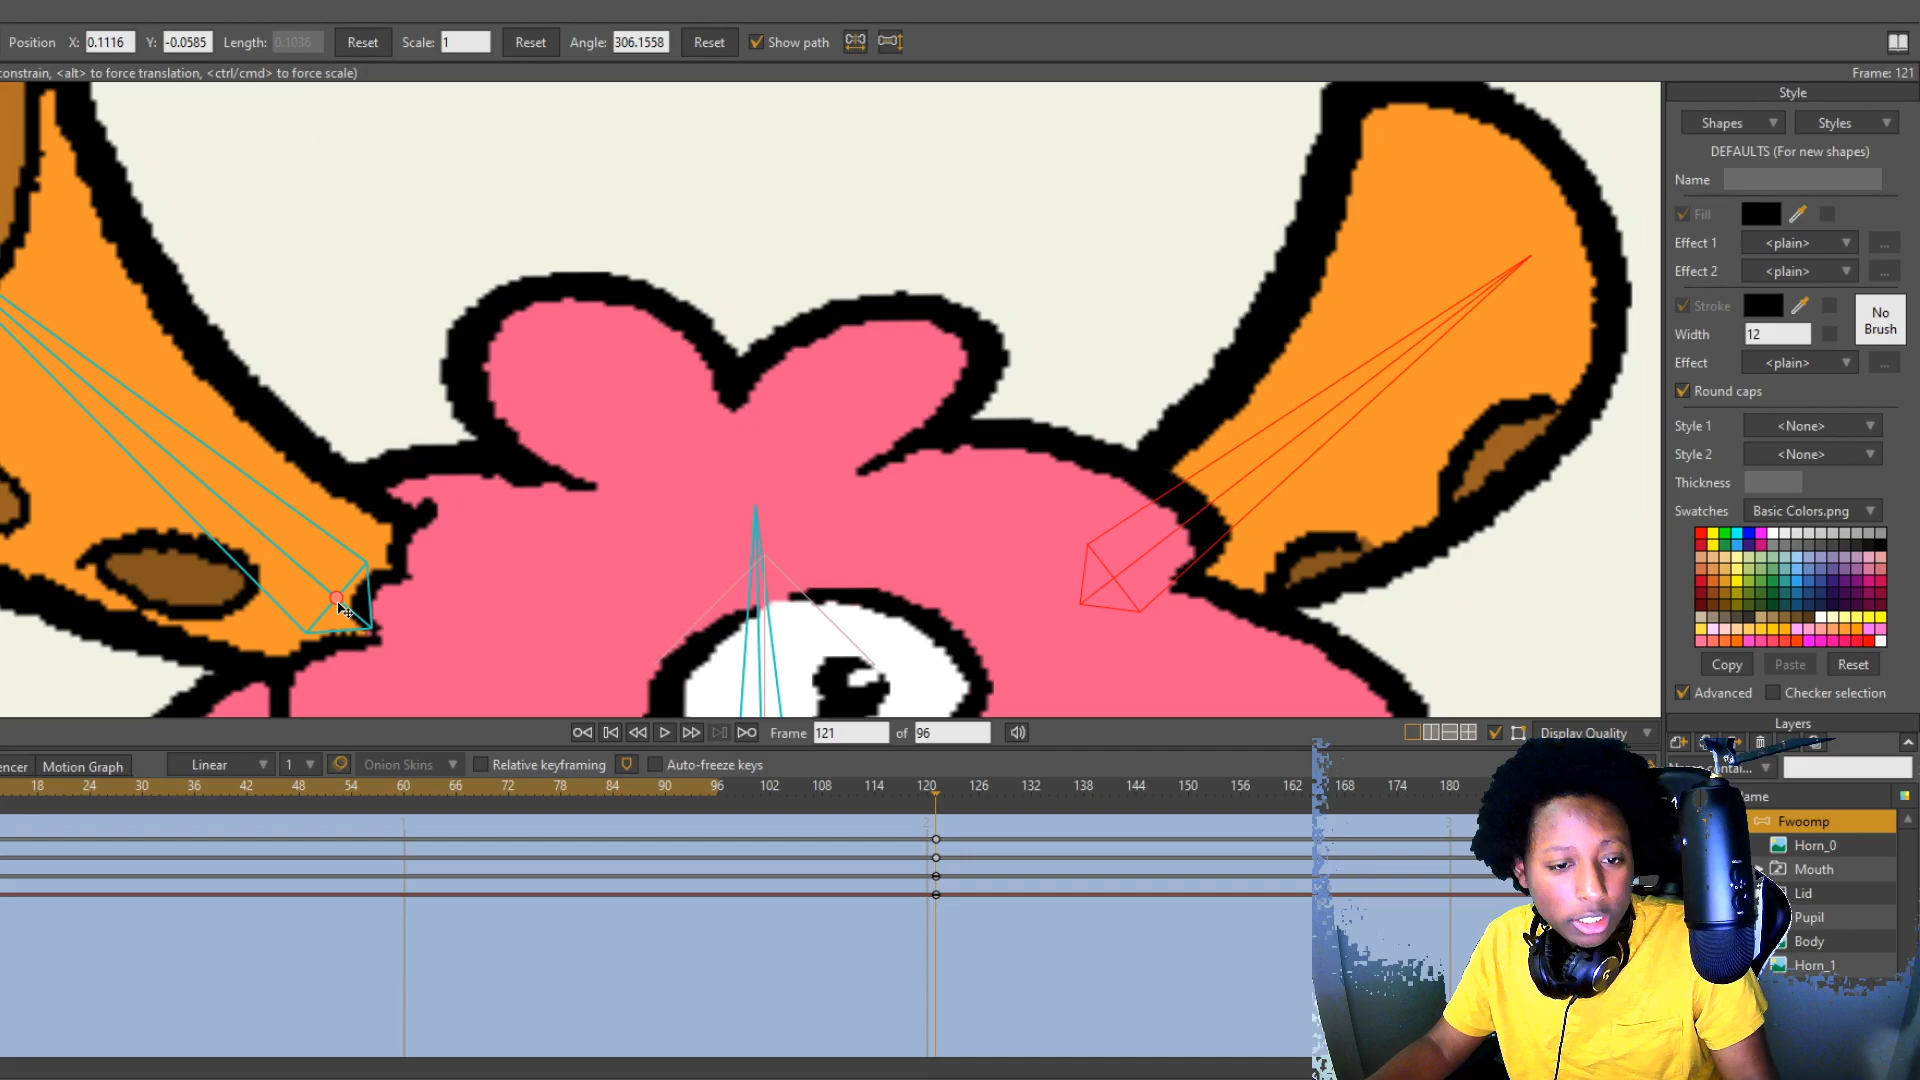 Position X: 0.1116 Y: -0.0585 Length: 0.1036 Reset Scale: 1 Reset Angle: 306.1558 Reset Show path
constrain, <alt> to force translation, <ctrl/cmd> to force scale) Frame: 121
Style
Shapes Styles
DEFAULTS (For new shapes)
Name
Fill
Effect 1 <plain> ...
Effect 2 <plain> ...
Stroke
No
Brush
Width 12
Effect <plain> ...
Round caps
Style 1 <None>
Style 2 <None>
Thickness
Swatches Basic Colors.png
Copy Paste Reset
Advanced Checker selection
Layers
Frame 121 of 96 Display Quality
encer Motion Graph Linear 1 Onion Skins Relative keyframing Auto-freeze keys
18 24 30 36 42 48 54 60 66 72 78 84 90 96 102 108 114 120 126 132 138 144 150 156 162 168 174 180
1 2 3
ame
Fwoomp
Horn_0
Mouth
Lid
Pupil
Body
Horn_1